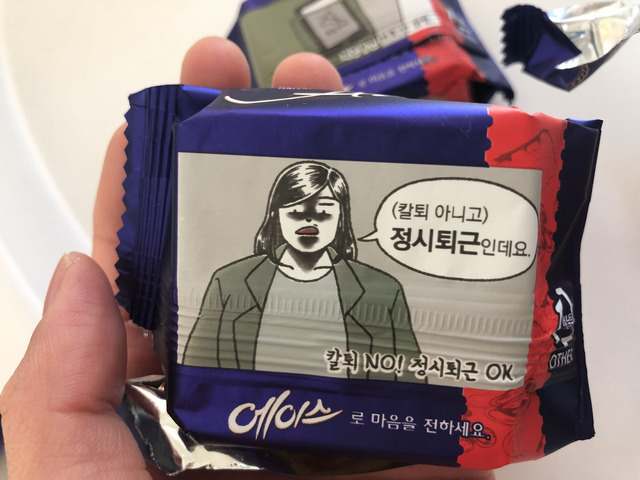 (칼퇴 아니고)
정시퇴근인데요.
칼퇴 NO! 정시퇴근 OK
에이스 로 마음을 전하세요.
OTHER